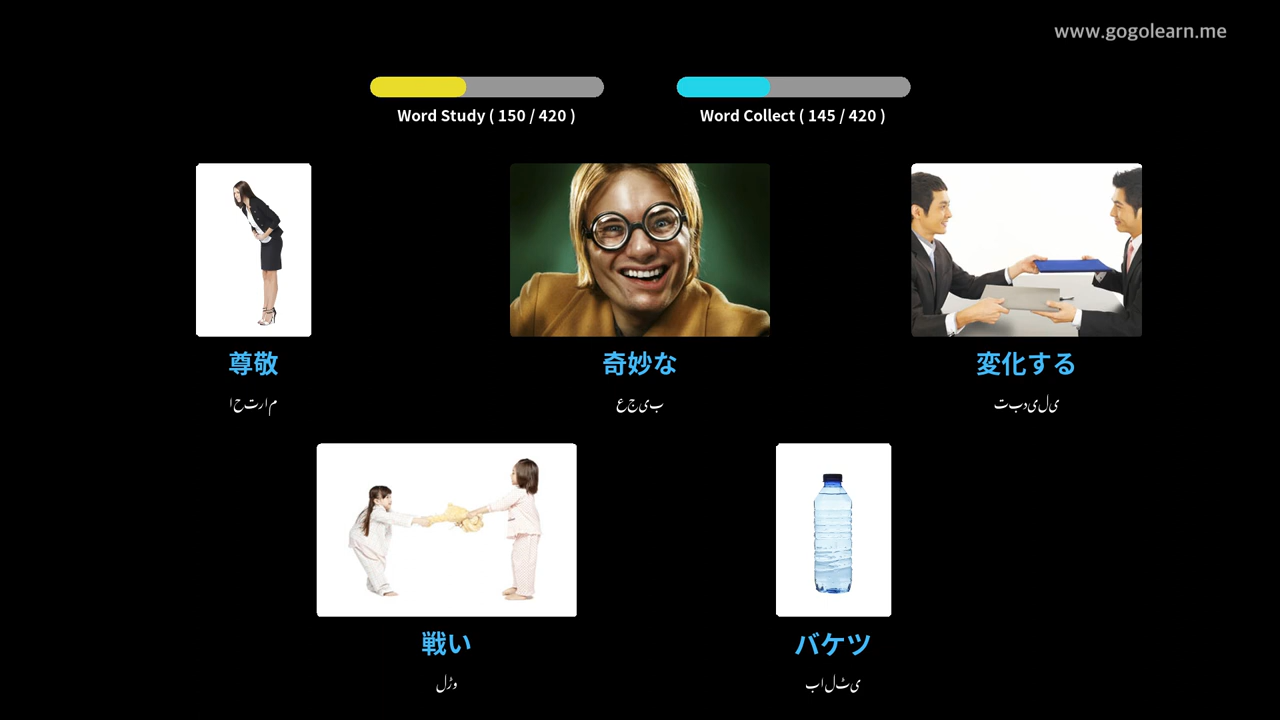 www.gogolearn.me
Word Study ( 150 / 420 )
Word Collect ( 145 / 420 )
尊敬
احترام
奇妙な
عجیب
変化する
تبدیلی
戦い
لڑو
バケツ
بالٹی